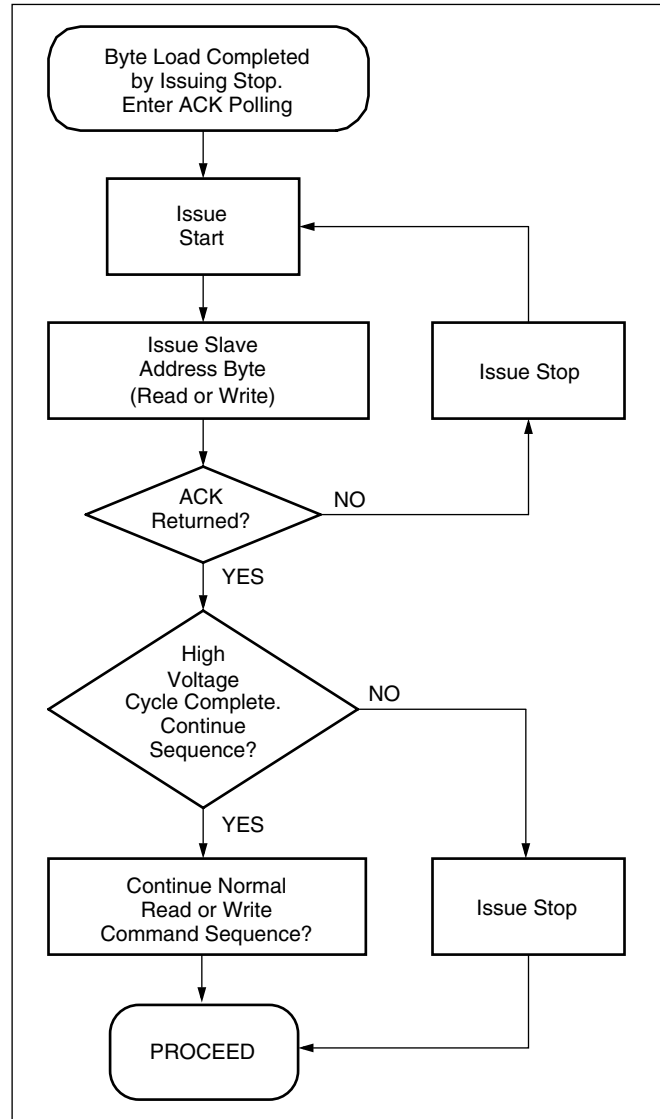 Byte Load Completed
by Issuing Stop.
Enter ACK Polling
Issue
Start
Issue Slave
Address Byte
(Read or Write)
Issue Stop
ACK
Returned?
NO
YES
High
Voltage
Cycle Complete.
Continue
Sequence?
NO
YES
Continue Normal
Read or Write
Command Sequence?
Issue Stop
PROCEED